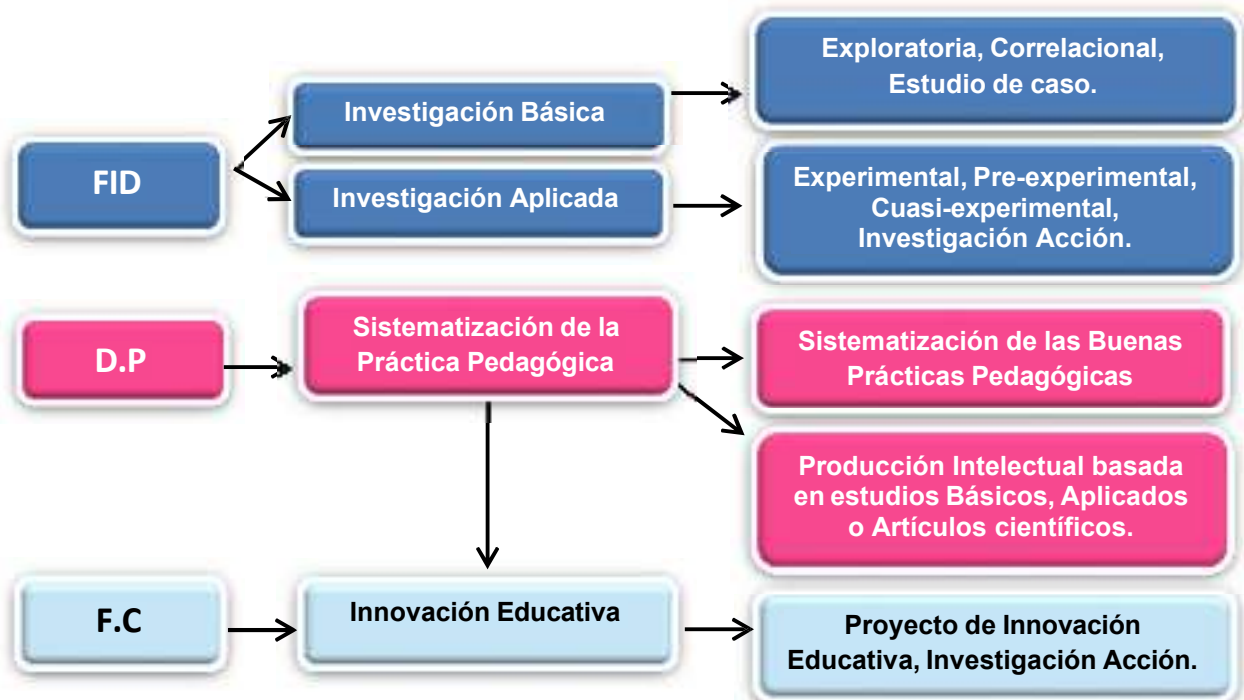 FID
Investigación Básica
Exploratoria, Correlacional,
Estudio de caso.
Investigación Aplicada
Experimental, Pre-experimental,
Cuasi-experimental,
Investigación Acción.
D.P
Sistematización de la
Práctica Pedagógica
Sistematización de las Buenas
Prácticas Pedagógicas
Producción Intelectual basada
en estudios Básicos, Aplicados
o Artículos científicos.
F.C
Innovación Educativa
Proyecto de Innovación
Educativa, Investigación Acción.